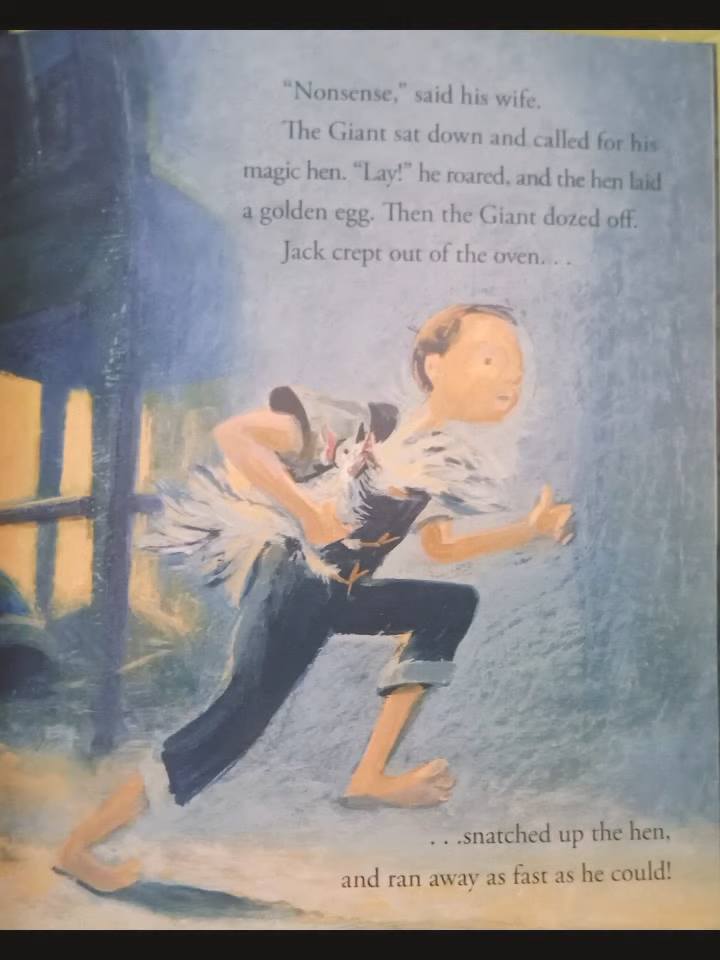 “Nonsense,” said his wife.
The Giant sat down and called for his
magic hen. “Lay!” he roared, and the hen laid
a golden egg. Then the Giant dozed off.
Jack crept out of the oven. . .
. . .snatched up the hen,
and ran away as fast as he could!